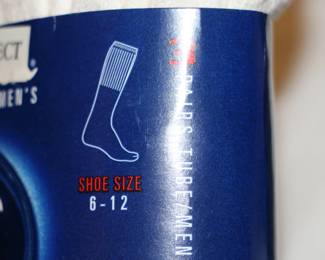 ECT
MEN'S
SHOE SIZE
6-12
PAIRS TUBE/MEN